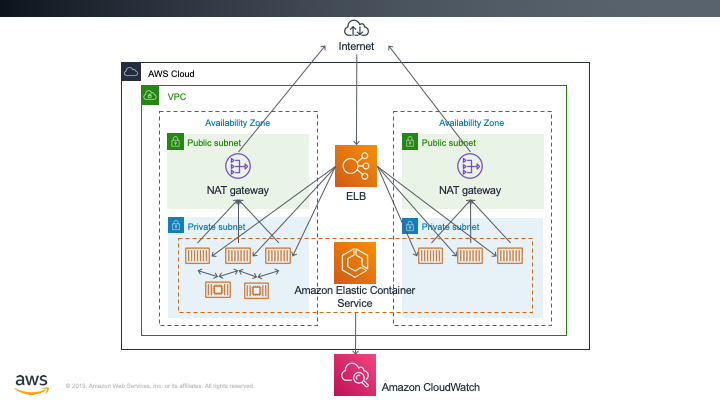 Internet
AWS Cloud
VPC
Availability Zone
Availability Zone
Public subnet
Public subnet
NAT gateway
NAT gateway
ELB
Private subnet
Private subnet
Amazon Elastic Container
Service
Amazon CloudWatch
aws
© 2019, Amazon Web Services, Inc. or its affiliates. All rights reserved.